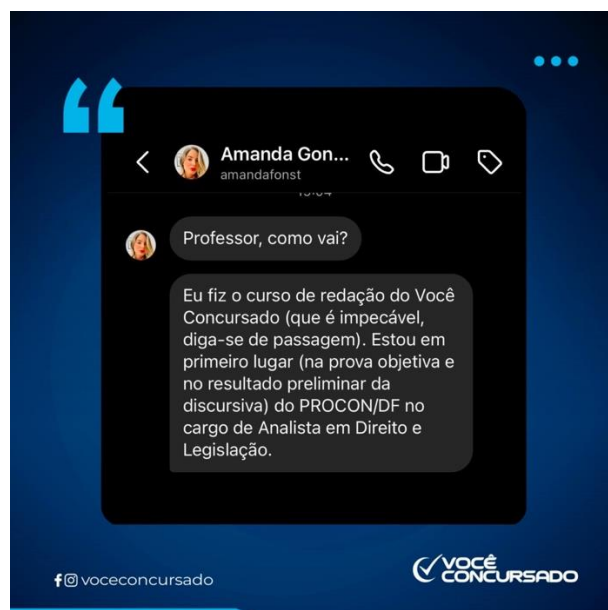 Amanda Gon...
amandafonst
Professor, como vai?
Eu fiz o curso de redação do Você
Concursado (que é impecável,
diga-se de passagem). Estou em
primeiro lugar (na prova objetiva e
no resultado preliminar da
discursiva) do PROCON/DF no
cargo de Analista em Direito e
Legislação.
voceconcursado
VOCÊ
CONCURSADO